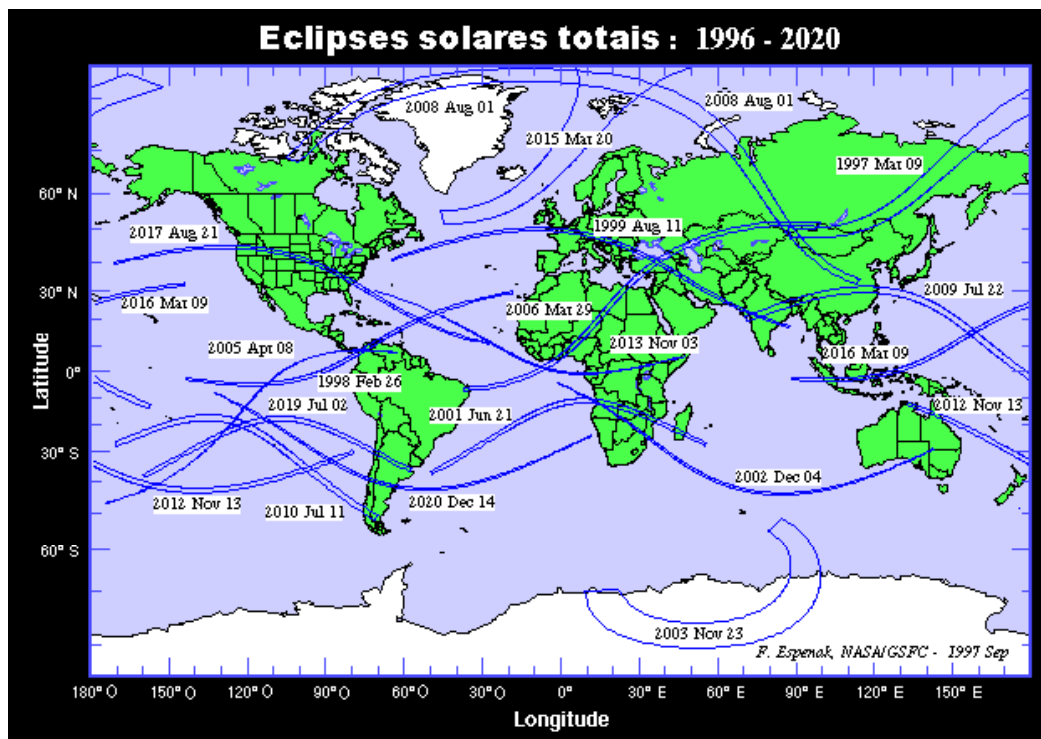 Eclipses solares totais : 1996 - 2020
2008 Aug 01
2008 Aug 01
2015 Mar 20
1997 Mar 09
60° N
2017 Aug 21
1999 Aug 11
30° N
2016 Mar 09
2009 Jul 22
2006 Mar 29
2013 Nov 03
2005 Apr 08
2016 Mar 09
0°
1998 Feb 26
2019 Jul 02
2001 Jun 21
2012 Nov 13
30° S
2002 Dec 04
2012 Nov 13
2010 Jul 11
2020 Dec 14
60° S
2003 Nov 23
F. Espenak, NASA/GSFC - 1997 Sep
Latitude
180° O 150° O 120° O 90° O 60° O 30° O 0° 30° E 60° E 90° E 120° E 150° E
Longitude